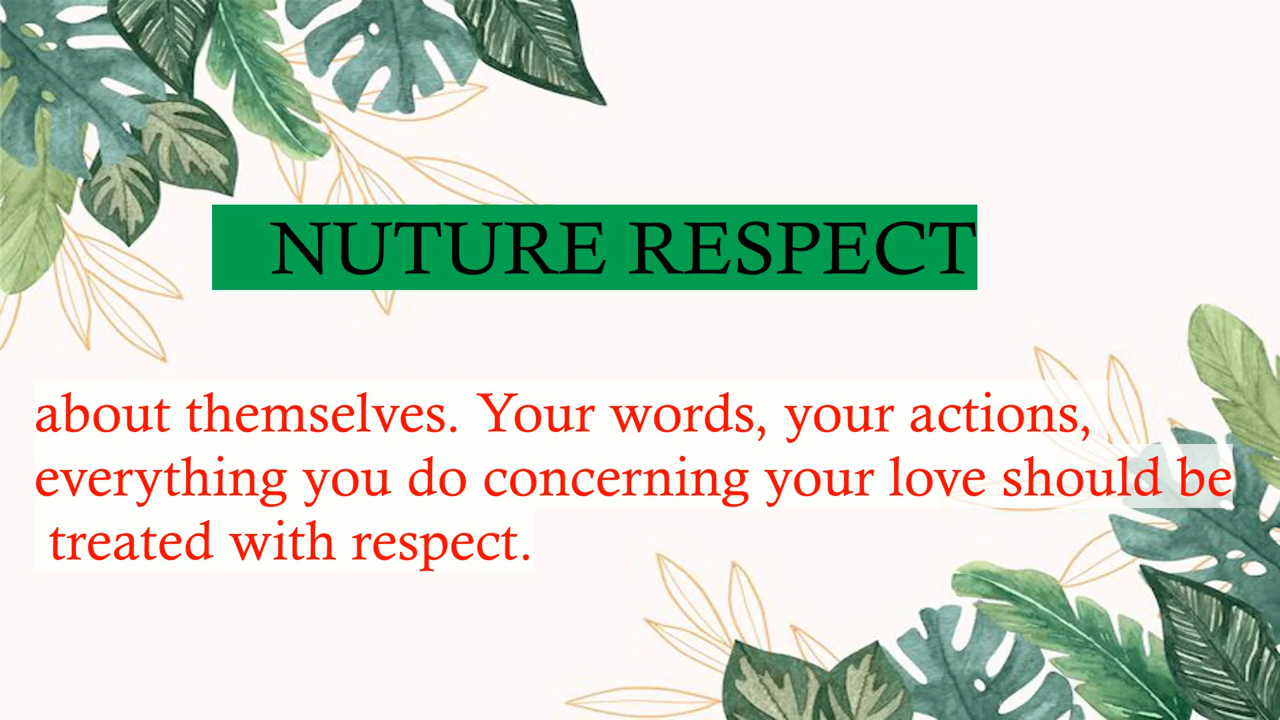 NUTURE RESPECT
about themselves. Your words, your actions,
everything you do concerning your love should be
treated with respect.